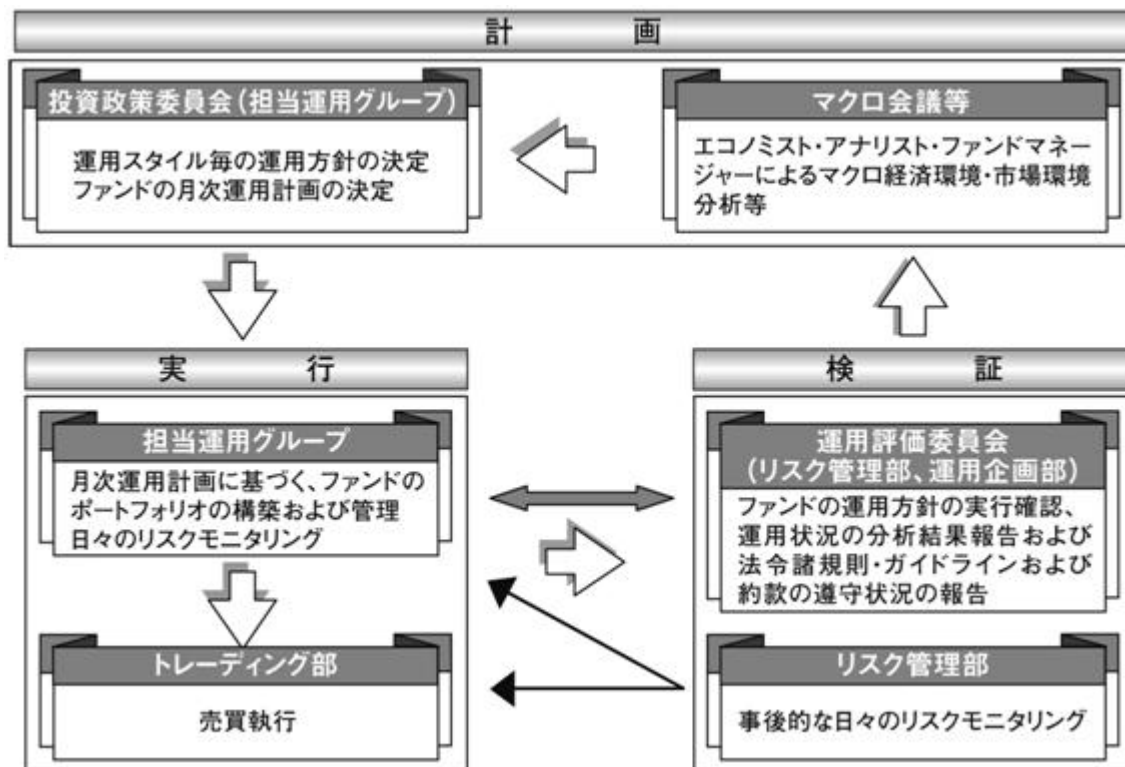 計画
投資政策委員会(担当運用グループ)
運用スタイル毎の運用方針の決定
ファンドの月次運用計画の決定
マクロ会議等
エコノミスト・アナリスト・ファンドマネー
ジャーによるマクロ経済環境・市場環境
分析等
実行
担当運用グループ
月次運用計画に基づく、ファンドの
ポートフォリオの構築および管理
日々のリスクモニタリング
トレーディング部
売買執行
検証
運用評価委員会
(リスク管理部、運用企画部)
ファンドの運用方針の実行確認、
運用状況の分析結果報告および
法令諸規則・ガイドラインおよび
約款の遵守状況の報告
リスク管理部
事後的な日々のリスクモニタリング